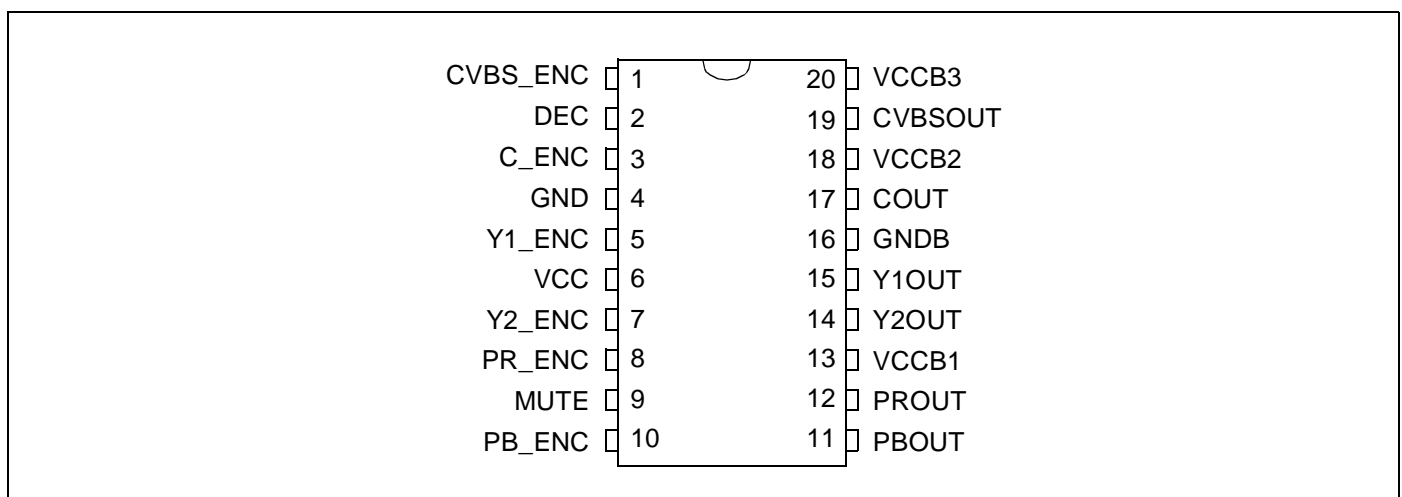 CVBS_ENC 1 20 VCCB3
DEC 2 19 CVBSOUT
C_ENC 3 18 VCCB2
GND 4 17 COUT
Y1_ENC 5 16 GNDB
VCC 6 15 Y1OUT
Y2_ENC 7 14 Y2OUT
PR_ENC 8 13 VCCB1
MUTE 9 12 PROUT
PB_ENC 10 11 PBOUT